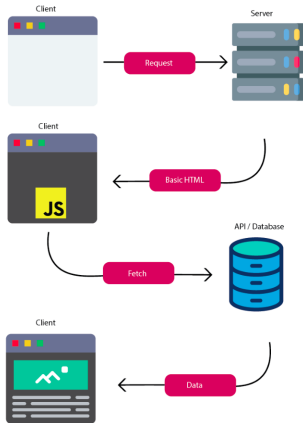 Client
Server
Request
Client
Basic HTML
JS
API / Database
Fetch
Client
Data